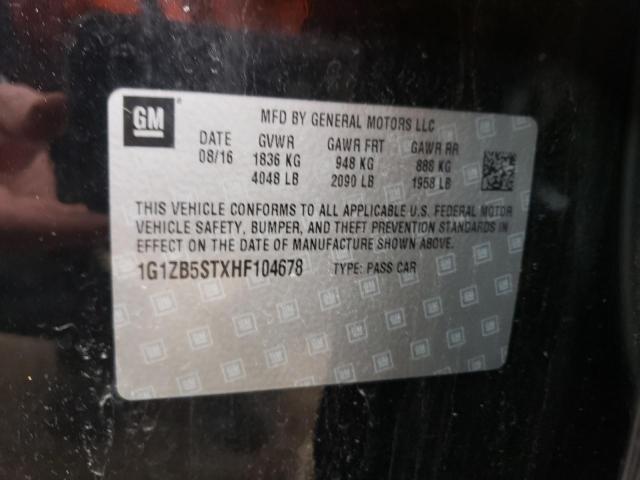 GM
MFD BY GENERAL MOTORS LLC
DATE GVWR GAWR FRT GAWR RR
08/16 1836 KG 948 KG 888 KG
4048 LB 2090 LB 1958 LB
THIS VEHICLE CONFORMS TO ALL APPLICABLE U.S. FEDERAL MOTOR
VEHICLE SAFETY, BUMPER, AND THEFT PREVENTION STANDARDS IN
EFFECT ON THE DATE OF MANUFACTURE SHOWN ABOVE.
1G1ZB5STXHF104678 TYPE: PASS CAR